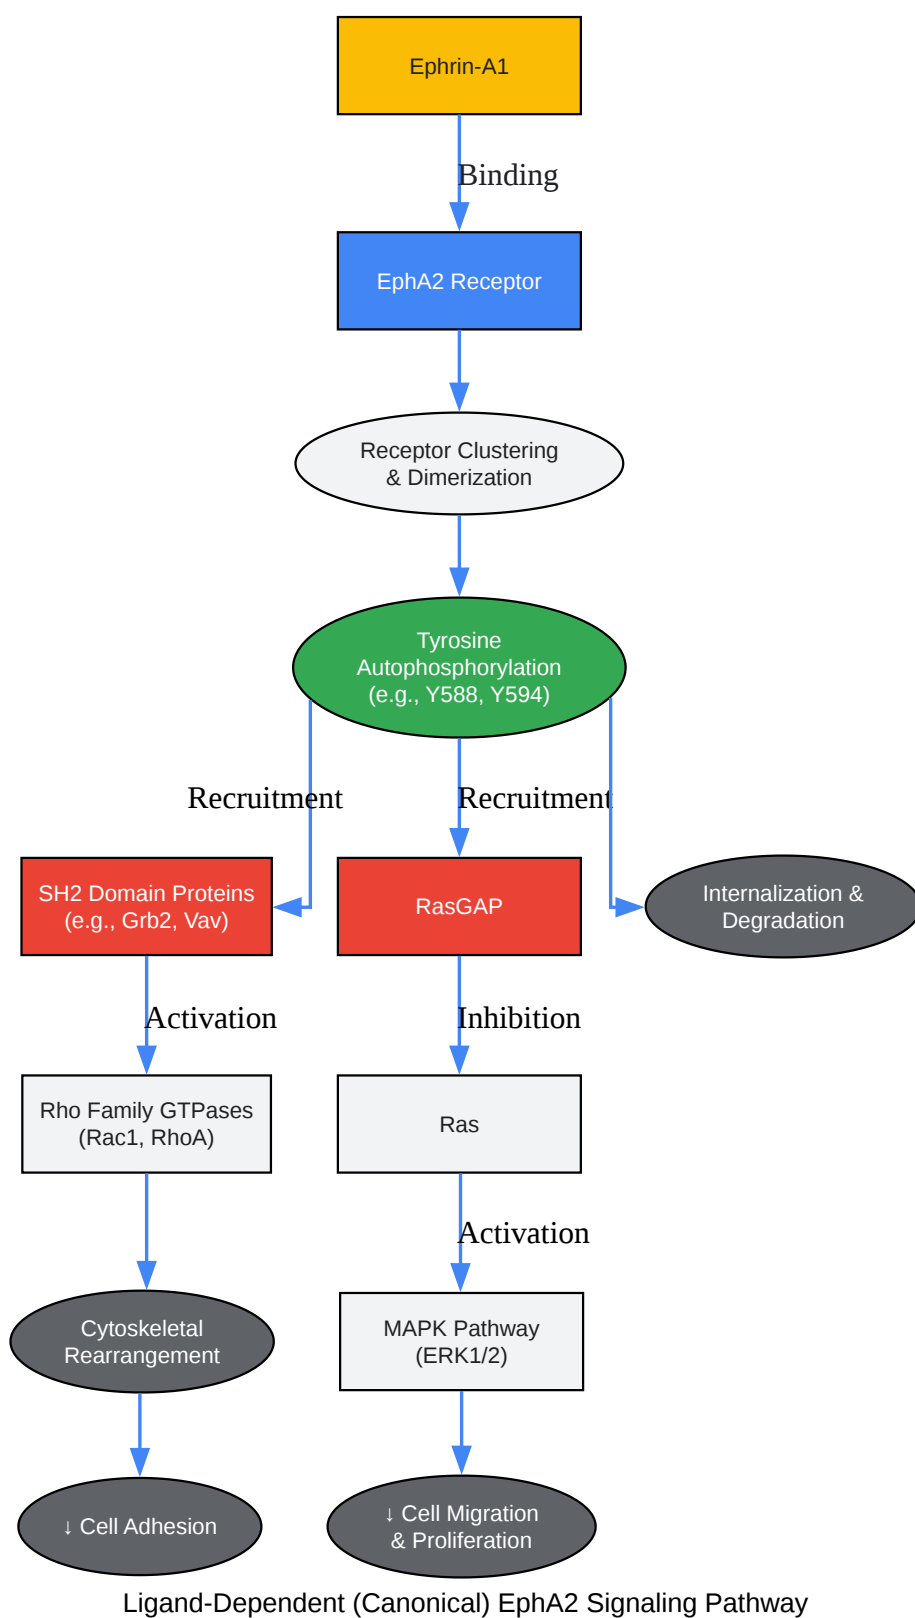 Ephrin-A1
Binding
EphA2 Receptor
Receptor Clustering
& Dimerization
Tyrosine
Autophosphorylation
(e.g., Y588, Y594)
Recruitment
Recruitment
SH2 Domain Proteins
(e.g., Grb2, Vav)
RasGAP
Internalization &
Degradation
Activation
Inhibition
Rho Family GTPases
(Rac1, RhoA)
Ras
Activation
Cytoskeletal
Rearrangement
MAPK Pathway
(ERK1/2)
↓ Cell Adhesion
↓ Cell Migration
& Proliferation
Ligand-Dependent (Canonical) EphA2 Signaling Pathway